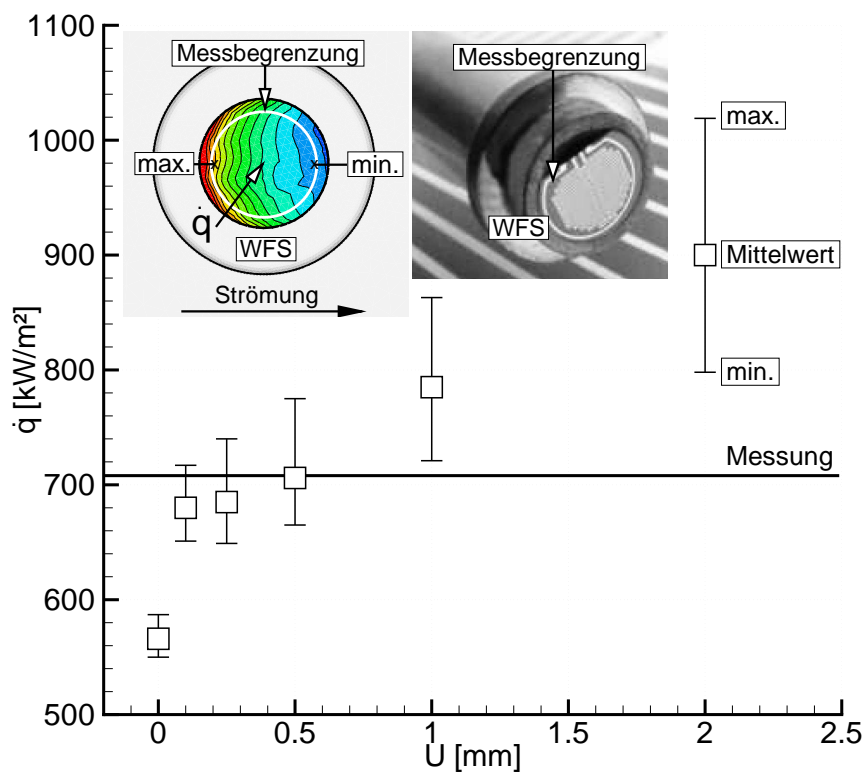 1100
1000
900
800
700
600
500
q̇ [kW/m²]
Messbegrenzung
max.
min.
q̇
WFS
Strömung
Messbegrenzung
WFS
max.
Mittelwert
min.
Messung
0
0.5
1
1.5
2
2.5
U [mm]